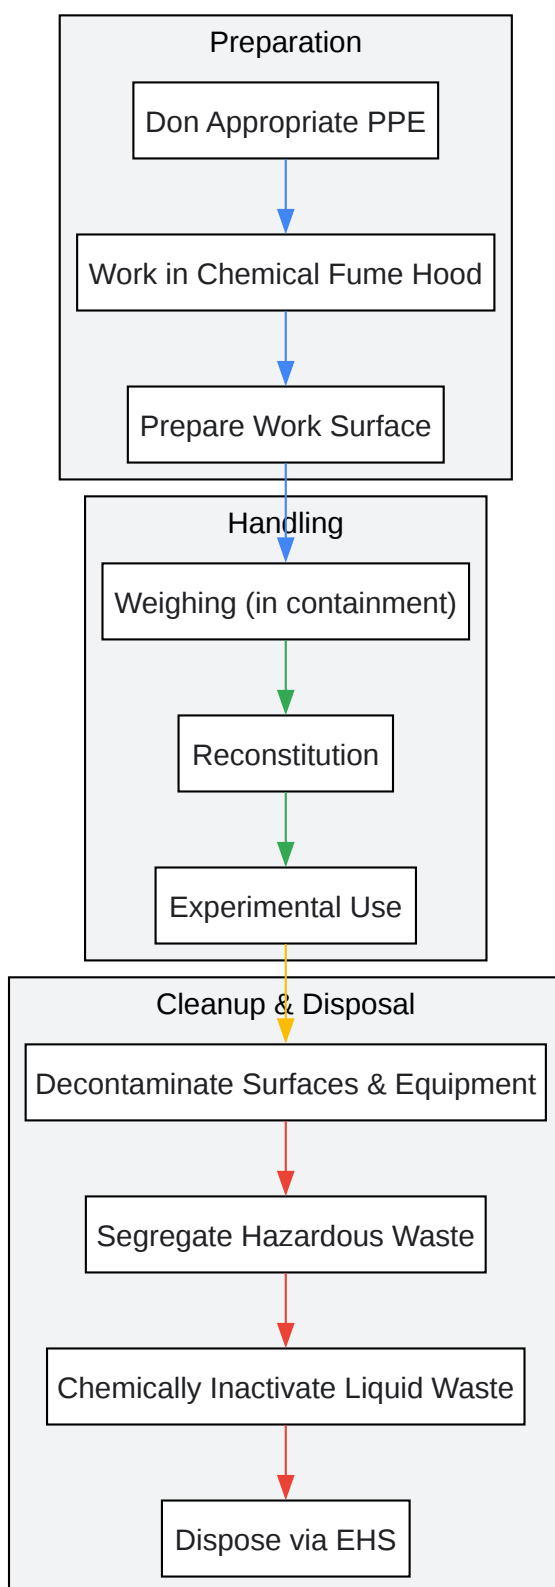 Preparation
Don Appropriate PPE
Work in Chemical Fume Hood
Prepare Work Surface
Handling
Weighing (in containment)
Reconstitution
Experimental Use
Cleanup & Disposal
Decontaminate Surfaces & Equipment
Segregate Hazardous Waste
Chemically Inactivate Liquid Waste
Dispose via EHS